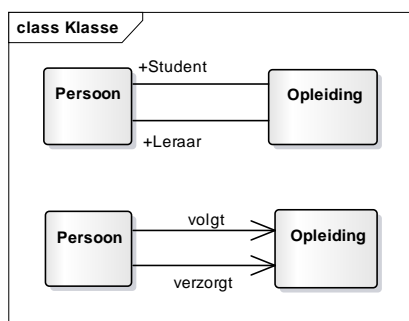 class Klasse
+Student
Persoon
Opleiding
+Leraar
volgt
Persoon
Opleiding
verzorgt